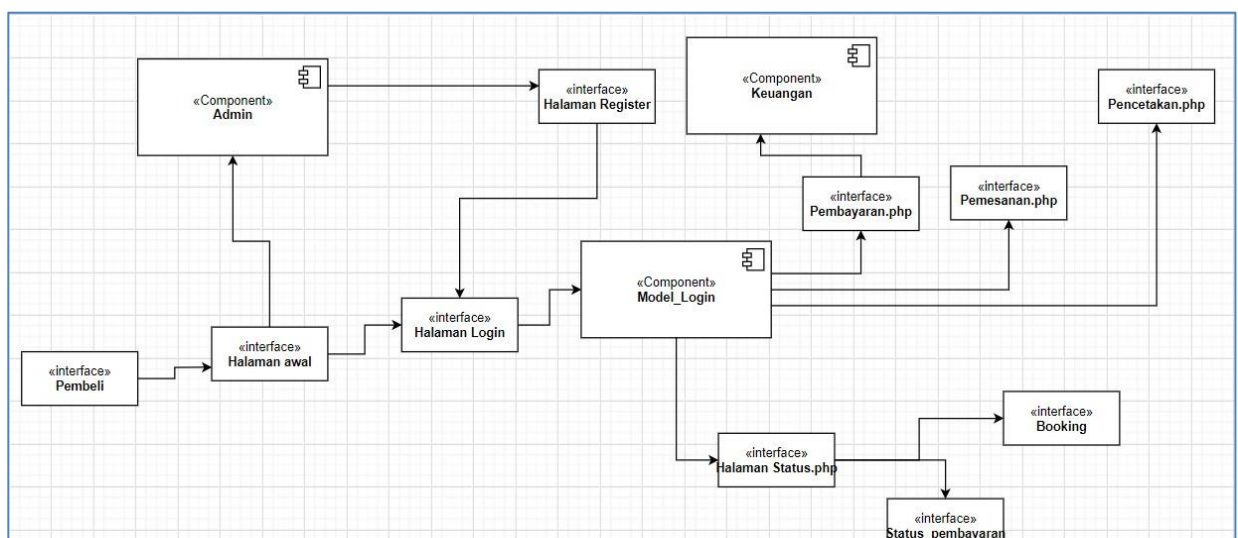 «Component»
Admin
«interface»
Halaman Register
«Component»
Keuangan
«interface»
Pencetakan.php
«interface»
Pembayaran.php
«interface»
Pemesanan.php
«Component»
Model_Login
«interface»
Halaman Login
«interface»
Halaman awal
«interface»
Pembeli
«interface»
Booking
«interface»
Halaman Status.php
«interface»
Status_pembayaran